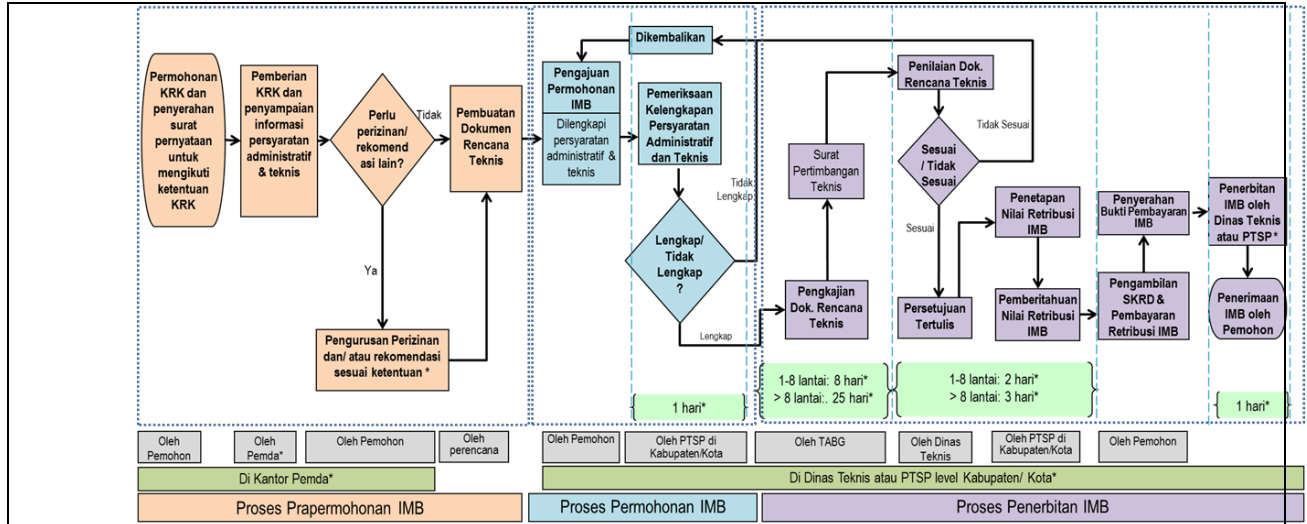 Permohonan
KRK dan
penyerahan
surat
pernyataan
untuk
mengikuti
ketentuan
KRK
Pemberian
KRK dan
penyampaian
informasi
persyaratan
administratif
& teknis
Perlu
perizinan/
rekomend
asi lain?
Tidak
Ya
Pembuatan
Dokumen
Rencana
Teknis
Pengurusan Perizinan
dan/ atau rekomendasi
sesuai ketentuan *
Dikembalikan
Pengajuan
Permohonan
IMB
Dilengkapi
persyaratan
administratif &
teknis
Pemeriksaan
Kelengkapan
Persyaratan
Administratif
dan Teknis
Tidak
Lengkap
Lengkap/
Tidak
Lengkap
?
Lengkap
Pengkajian
Dok. Rencana
Teknis
Surat
Pertimbangan
Teknis
Penilaian Dok.
Rencana Teknis
Tidak Sesuai
Sesuai
/ Tidak
Sesuai
Sesuai
Persetujuan
Tertulis
Penetapan
Nilai Retribusi
IMB
Pemberitahuan
Nilai Retribusi
IMB
Pengambilan
SKRD &
Pembayaran
Retribusi IMB
Penyerahan
Bukti Pembayaran
IMB
Penerbitan
IMB oleh
Dinas Teknis
atau PTSP *
Penerimaan
IMB oleh
Pemohon
1 hari*
1-8 lantai: 8 hari*
> 8 lantai:. 25 hari*
1-8 lantai: 2 hari*
> 8 lantai: 3 hari*
1 hari*
Oleh
Pemohon
Oleh
Pemda*
Oleh Pemohon
Oleh
perencana
Oleh Pemohon
Oleh PTSP di
Kabupaten/Kota
Oleh TABG
Oleh Dinas
Teknis
Oleh PTSP di
Kabupaten/Kota
Oleh Pemohon
Di Kantor Pemda*
Di Dinas Teknis atau PTSP level Kabupaten/ Kota*
Proses Prapermohonan IMB
Proses Permohonan IMB
Proses Penerbitan IMB